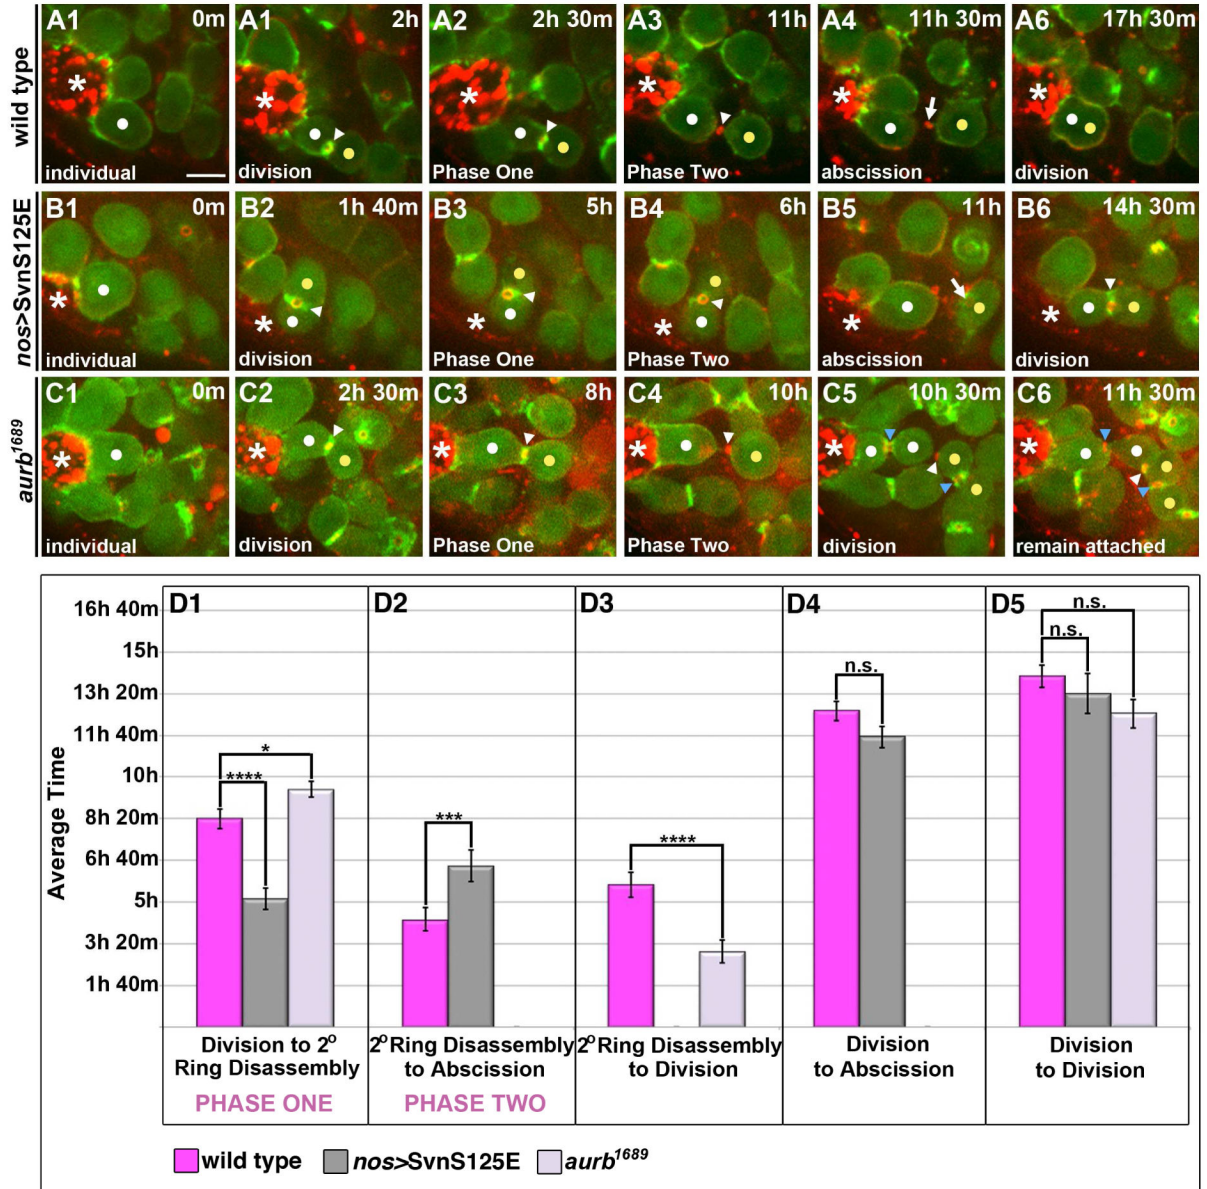 wild type
A1 0m
individual
A1 2h
division
A2 2h 30m
Phase One
A3 11h
Phase Two
A4 11h 30m
abscission
A6 17h 30m
division
nos>SvnS125E
B1 0m
individual
B2 1h 40m
division
B3 5h
Phase One
B4 6h
Phase Two
B5 11h
abscission
B6 14h 30m
division
aurb1689
C1 0m
individual
C2 2h 30m
division
C3 8h
Phase One
C4 10h
Phase Two
C5 10h 30m
division
C6 11h 30m
remain attached
Average Time
16h 40m
15h
13h 20m
11h 40m
10h
8h 20m
6h 40m
5h
3h 20m
1h 40m
D1
*
****
Division to 2o
Ring Disassembly
PHASE ONE
D2
***
2oRing Disassembly
to Abscission
PHASE TWO
D3
****
2oRing Disassembly
to Division
D4
n.s.
Division
to Abscission
D5
n.s.
n.s.
Division
to Division
wild type
nos>SvnS125E
aurb1689